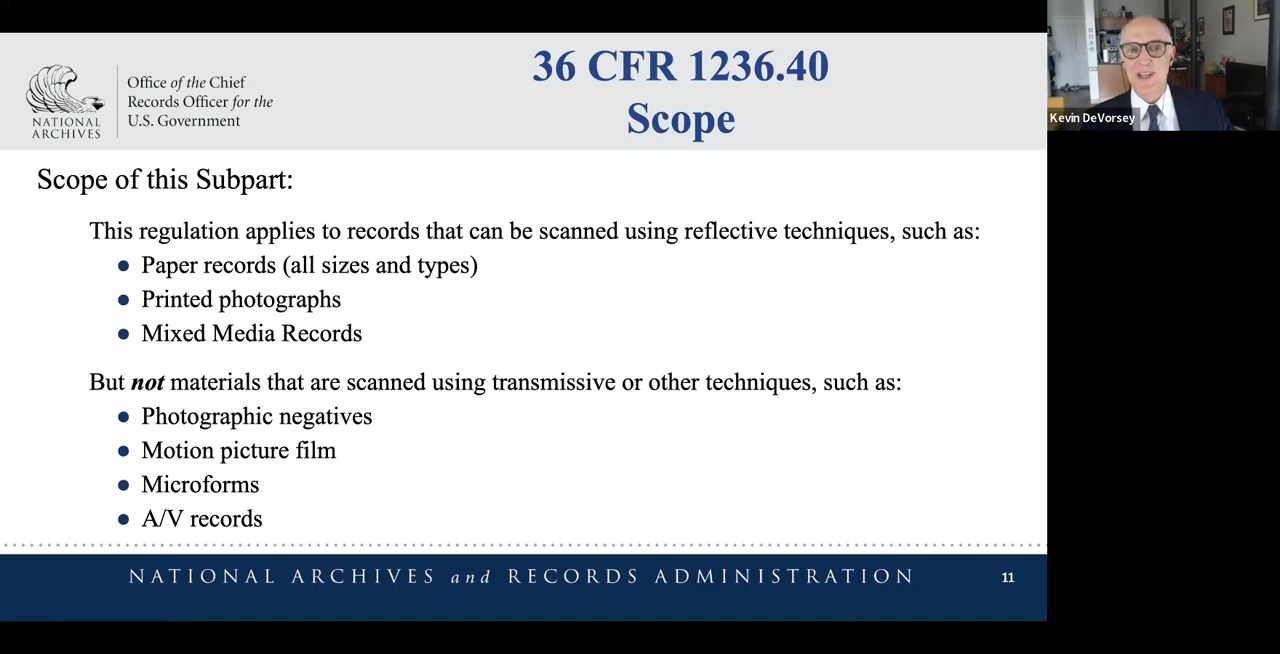 Office of the Chief
Records Officer for the
U.S. Government
NATIONAL
ARCHIVES
36 CFR 1236.40
Scope
Kevin DeVorsey
Scope of this Subpart:
This regulation applies to records that can be scanned using reflective techniques, such as:
● Paper records (all sizes and types)
● Printed photographs
● Mixed Media Records
But not materials that are scanned using transmissive or other techniques, such as:
● Photographic negatives
● Motion picture film
● Microforms
● A/V records
NATIONAL ARCHIVES and RECORDS ADMINISTRATION
11